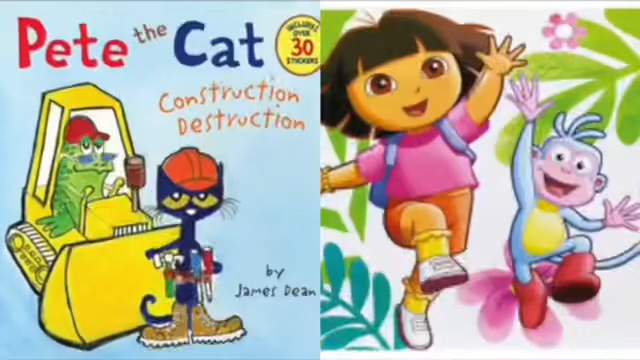 Pete the Cat
INCLUDES
OVER
30
STICKERS
Construction
Destruction
by
James Dean